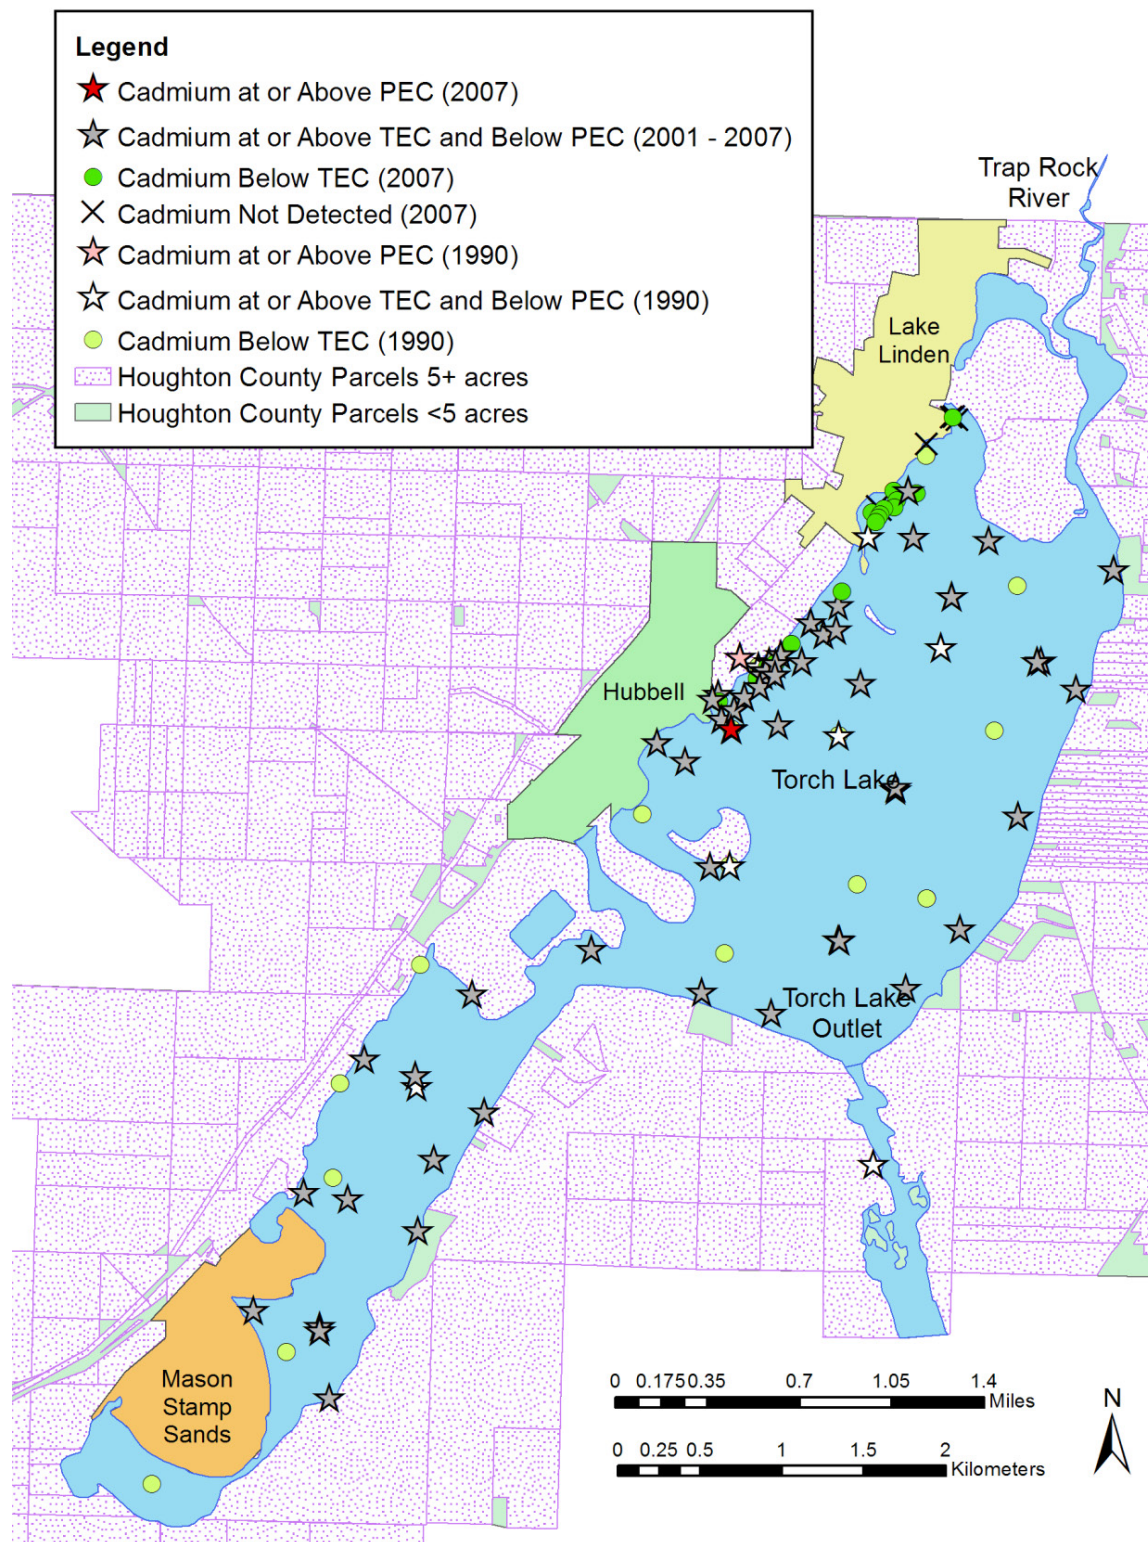 Legend
Cadmium at or Above PEC (2007)
Cadmium at or Above TEC and Below PEC (2001 - 2007)
Cadmium Below TEC (2007)
Cadmium Not Detected (2007)
Cadmium at or Above PEC (1990)
Cadmium at or Above TEC and Below PEC (1990)
Cadmium Below TEC (1990)
Houghton County Parcels 5+ acres
Houghton County Parcels <5 acres
Trap Rock
River
Lake
Linden
Hubbell
Torch Lake
Torch Lake
Outlet
Mason
Stamp
Sands
0 0.175 0.35 0.7 1.05 1.4
Miles
0 0.25 0.5 1 1.5 2
Kilometers
N